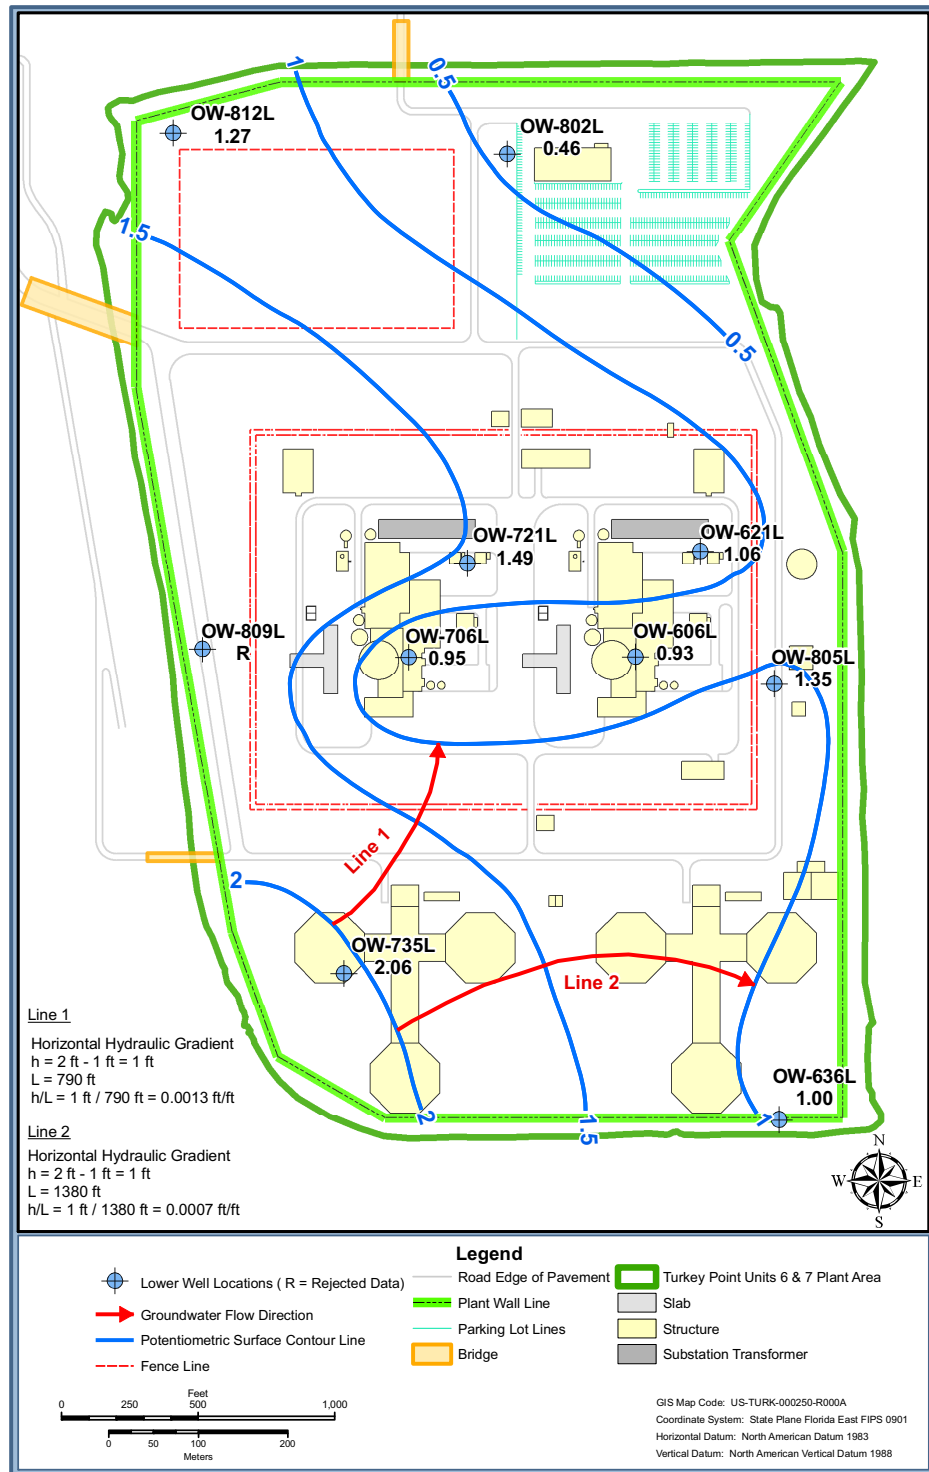 1
0.5
OW-812L
1.27
OW-802L
0.46
1.5
0.5
OW-721L
1.49
OW-621L
1.06
OW-809L
R
OW-706L
0.95
OW-606L
0.93
OW-805L
1.35
Line 1
2
OW-735L
2.06
Line 2
Line 1
Horizontal Hydraulic Gradient
h = 2 ft - 1 ft = 1 ft
L = 790 ft
h/L = 1 ft / 790 ft = 0.0013 ft/ft
Line 2
Horizontal Hydraulic Gradient
h = 2 ft - 1 ft = 1 ft
L = 1380 ft
h/L = 1 ft / 1380 ft = 0.0007 ft/ft
OW-636L
1.00
2
1.5
1
N
W E
S
Legend
Lower Well Locations ( R = Rejected Data)
Groundwater Flow Direction
Potentiometric Surface Contour Line
Fence Line
Road Edge of Pavement
Plant Wall Line
Parking Lot Lines
Bridge
Turkey Point Units 6 & 7 Plant Area
Slab
Structure
Substation Transformer
Feet
0 250 500 1,000
0 50 100 200
Meters
GIS Map Code: US-TURK-000250-R000A
Coordinate System: State Plane Florida East FIPS 0901
Horizontal Datum: North American Datum 1983
Vertical Datum: North American Vertical Datum 1988